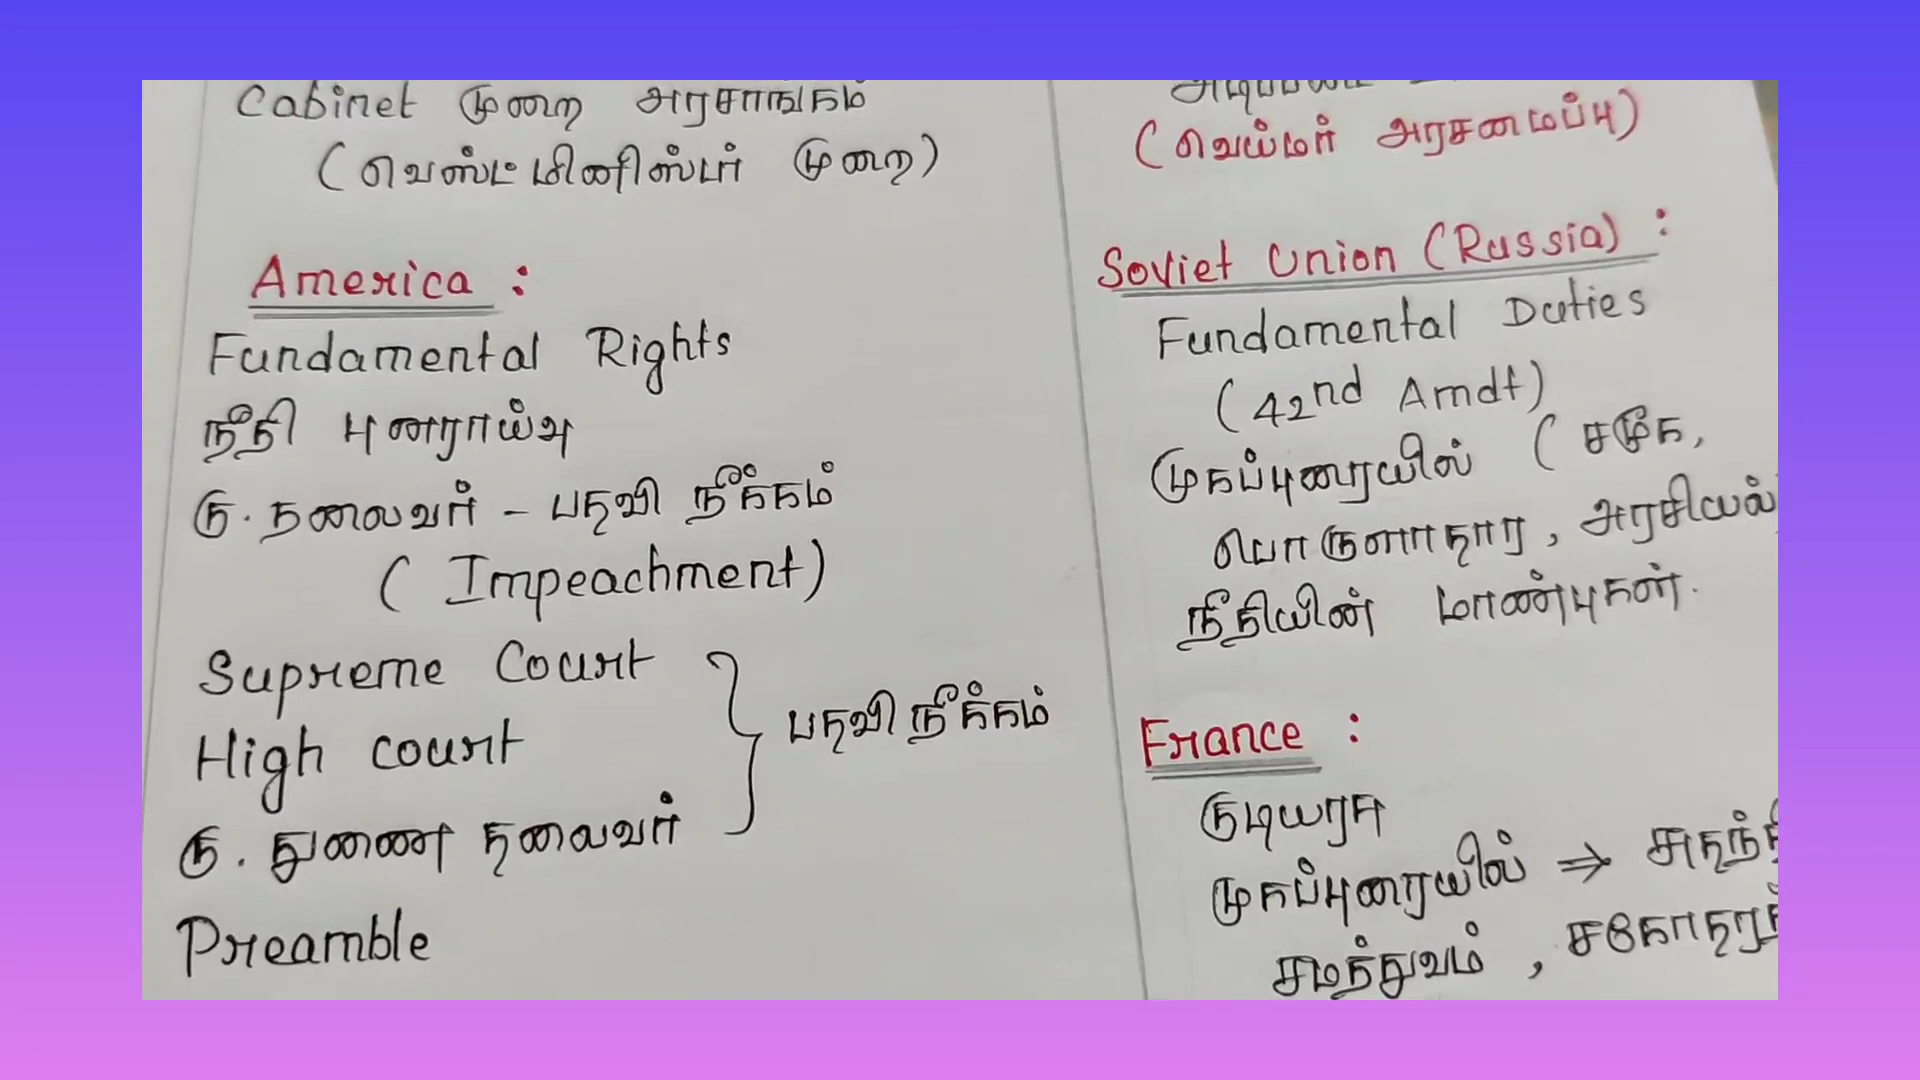 Cabinet முறை அரசாங்கம்
(வெஸ்ட்மினிஸ்டர் முறை)
America :
Fundamental Rights
நீதி புனராய்வு
கு. தலைவர் - பதவி நீக்கம்
( Impeachment)
Supreme Court
High court
கு. துணை தலைவர்
பதவி நீக்கம்
Preamble
(வெய்மர் அரசமைப்பு)
Soviet Union (Russia) :
Fundamental Duties
(42nd Amdt)
முகப்புரையில் ( சமூக,
பொருளாதார, அரசியல்
நீதியின் மாண்புகள்.
France :
குடியரசு
முகப்புரையில் ⇒
சமத்துவம் ,